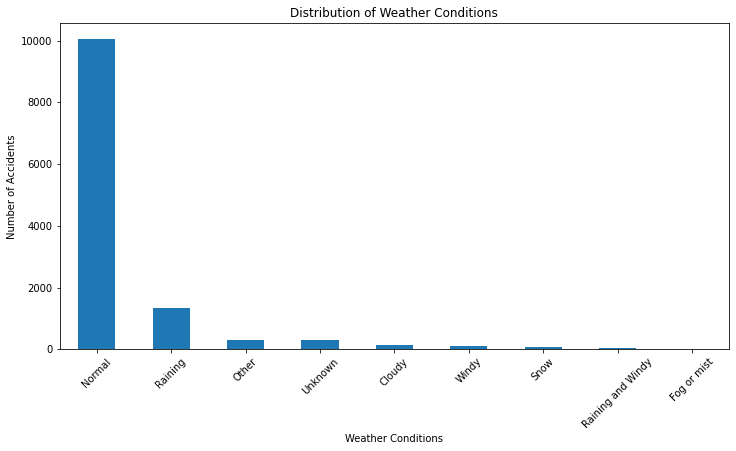 Distribution of Weather Conditions
Number of Accidents
10000
8000
6000
4000
2000
0
Normal
Raining
Other
Unknown
Cloudy
Windy
Snow
Raining and Windy
Fog or mist
Weather Conditions